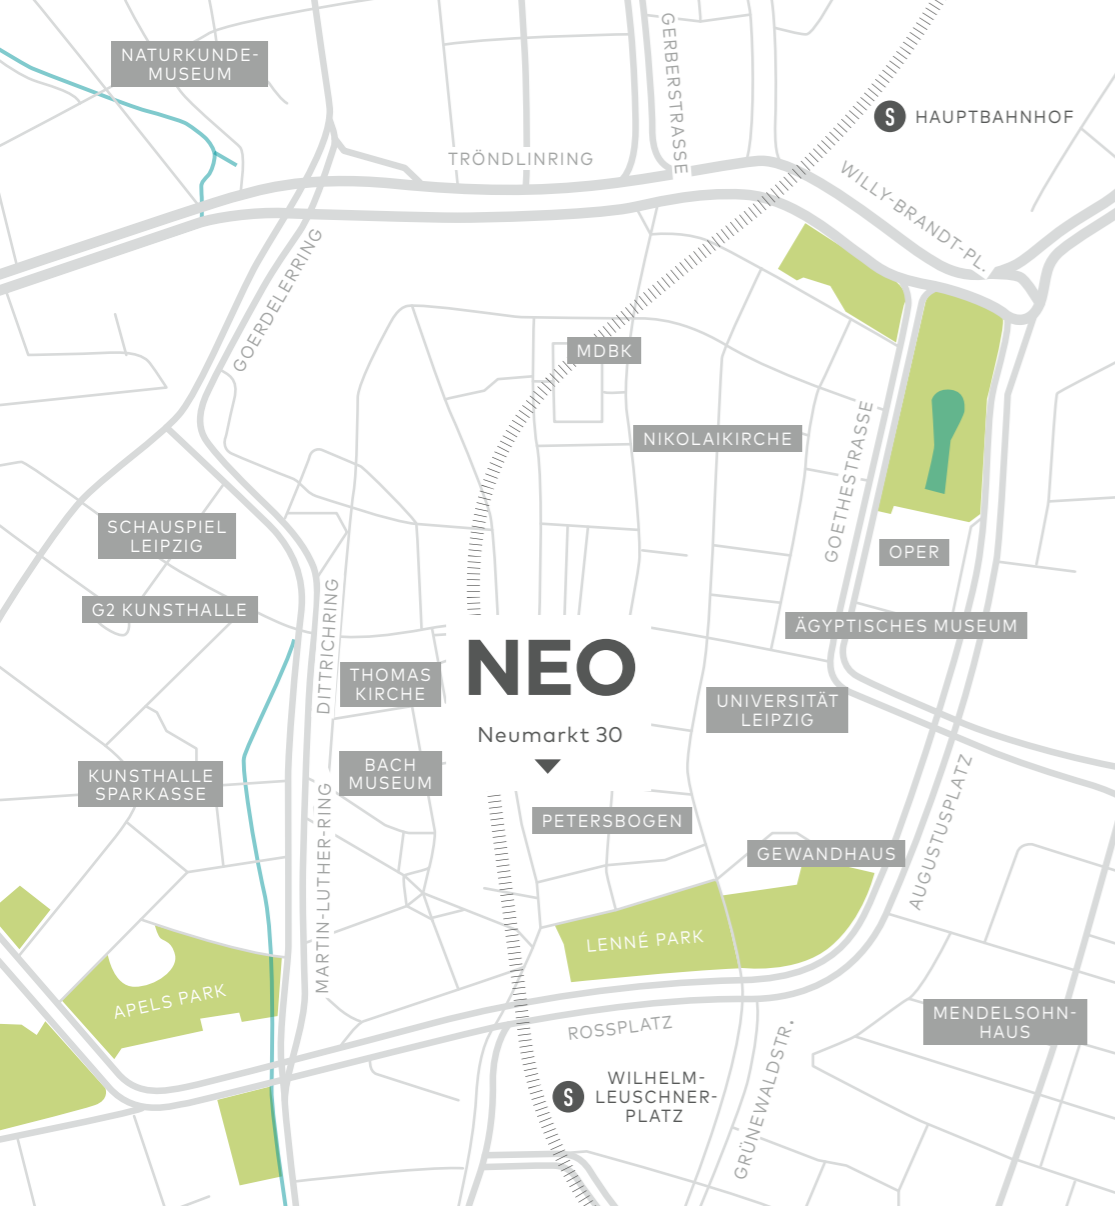 NATURKUNDE-
MUSEUM
GERBERSTRASSE
S HAUPTBAHNHOF
TRÖNDLINRING
WILLY-BRANDT-PL.
GOERDELERRING
MDBK
NIKOLAIKIRCHE
GOETHESTRASSE
SCHAUSPIEL
LEIPZIG
OPER
G2 KUNSTHALLE
DITTRICHRING
ÄGYPTISCHES MUSEUM
THOMAS
KIRCHE
NEO
Neumarkt 30
UNIVERSITÄT
LEIPZIG
KUNSTHALLE
SPARKASSE
BACH
MUSEUM
MARTIN-LUTHER-RING
PETERSBOGEN
GEWANDHAUS
AUGUSTUSPLATZ
LENNÉ PARK
APELS PARK
ROSSPLATZ
MENDELSOHN-
HAUS
S WILHELM-
LEUSCHNER-
PLATZ
GRÜNEWALDSTR.